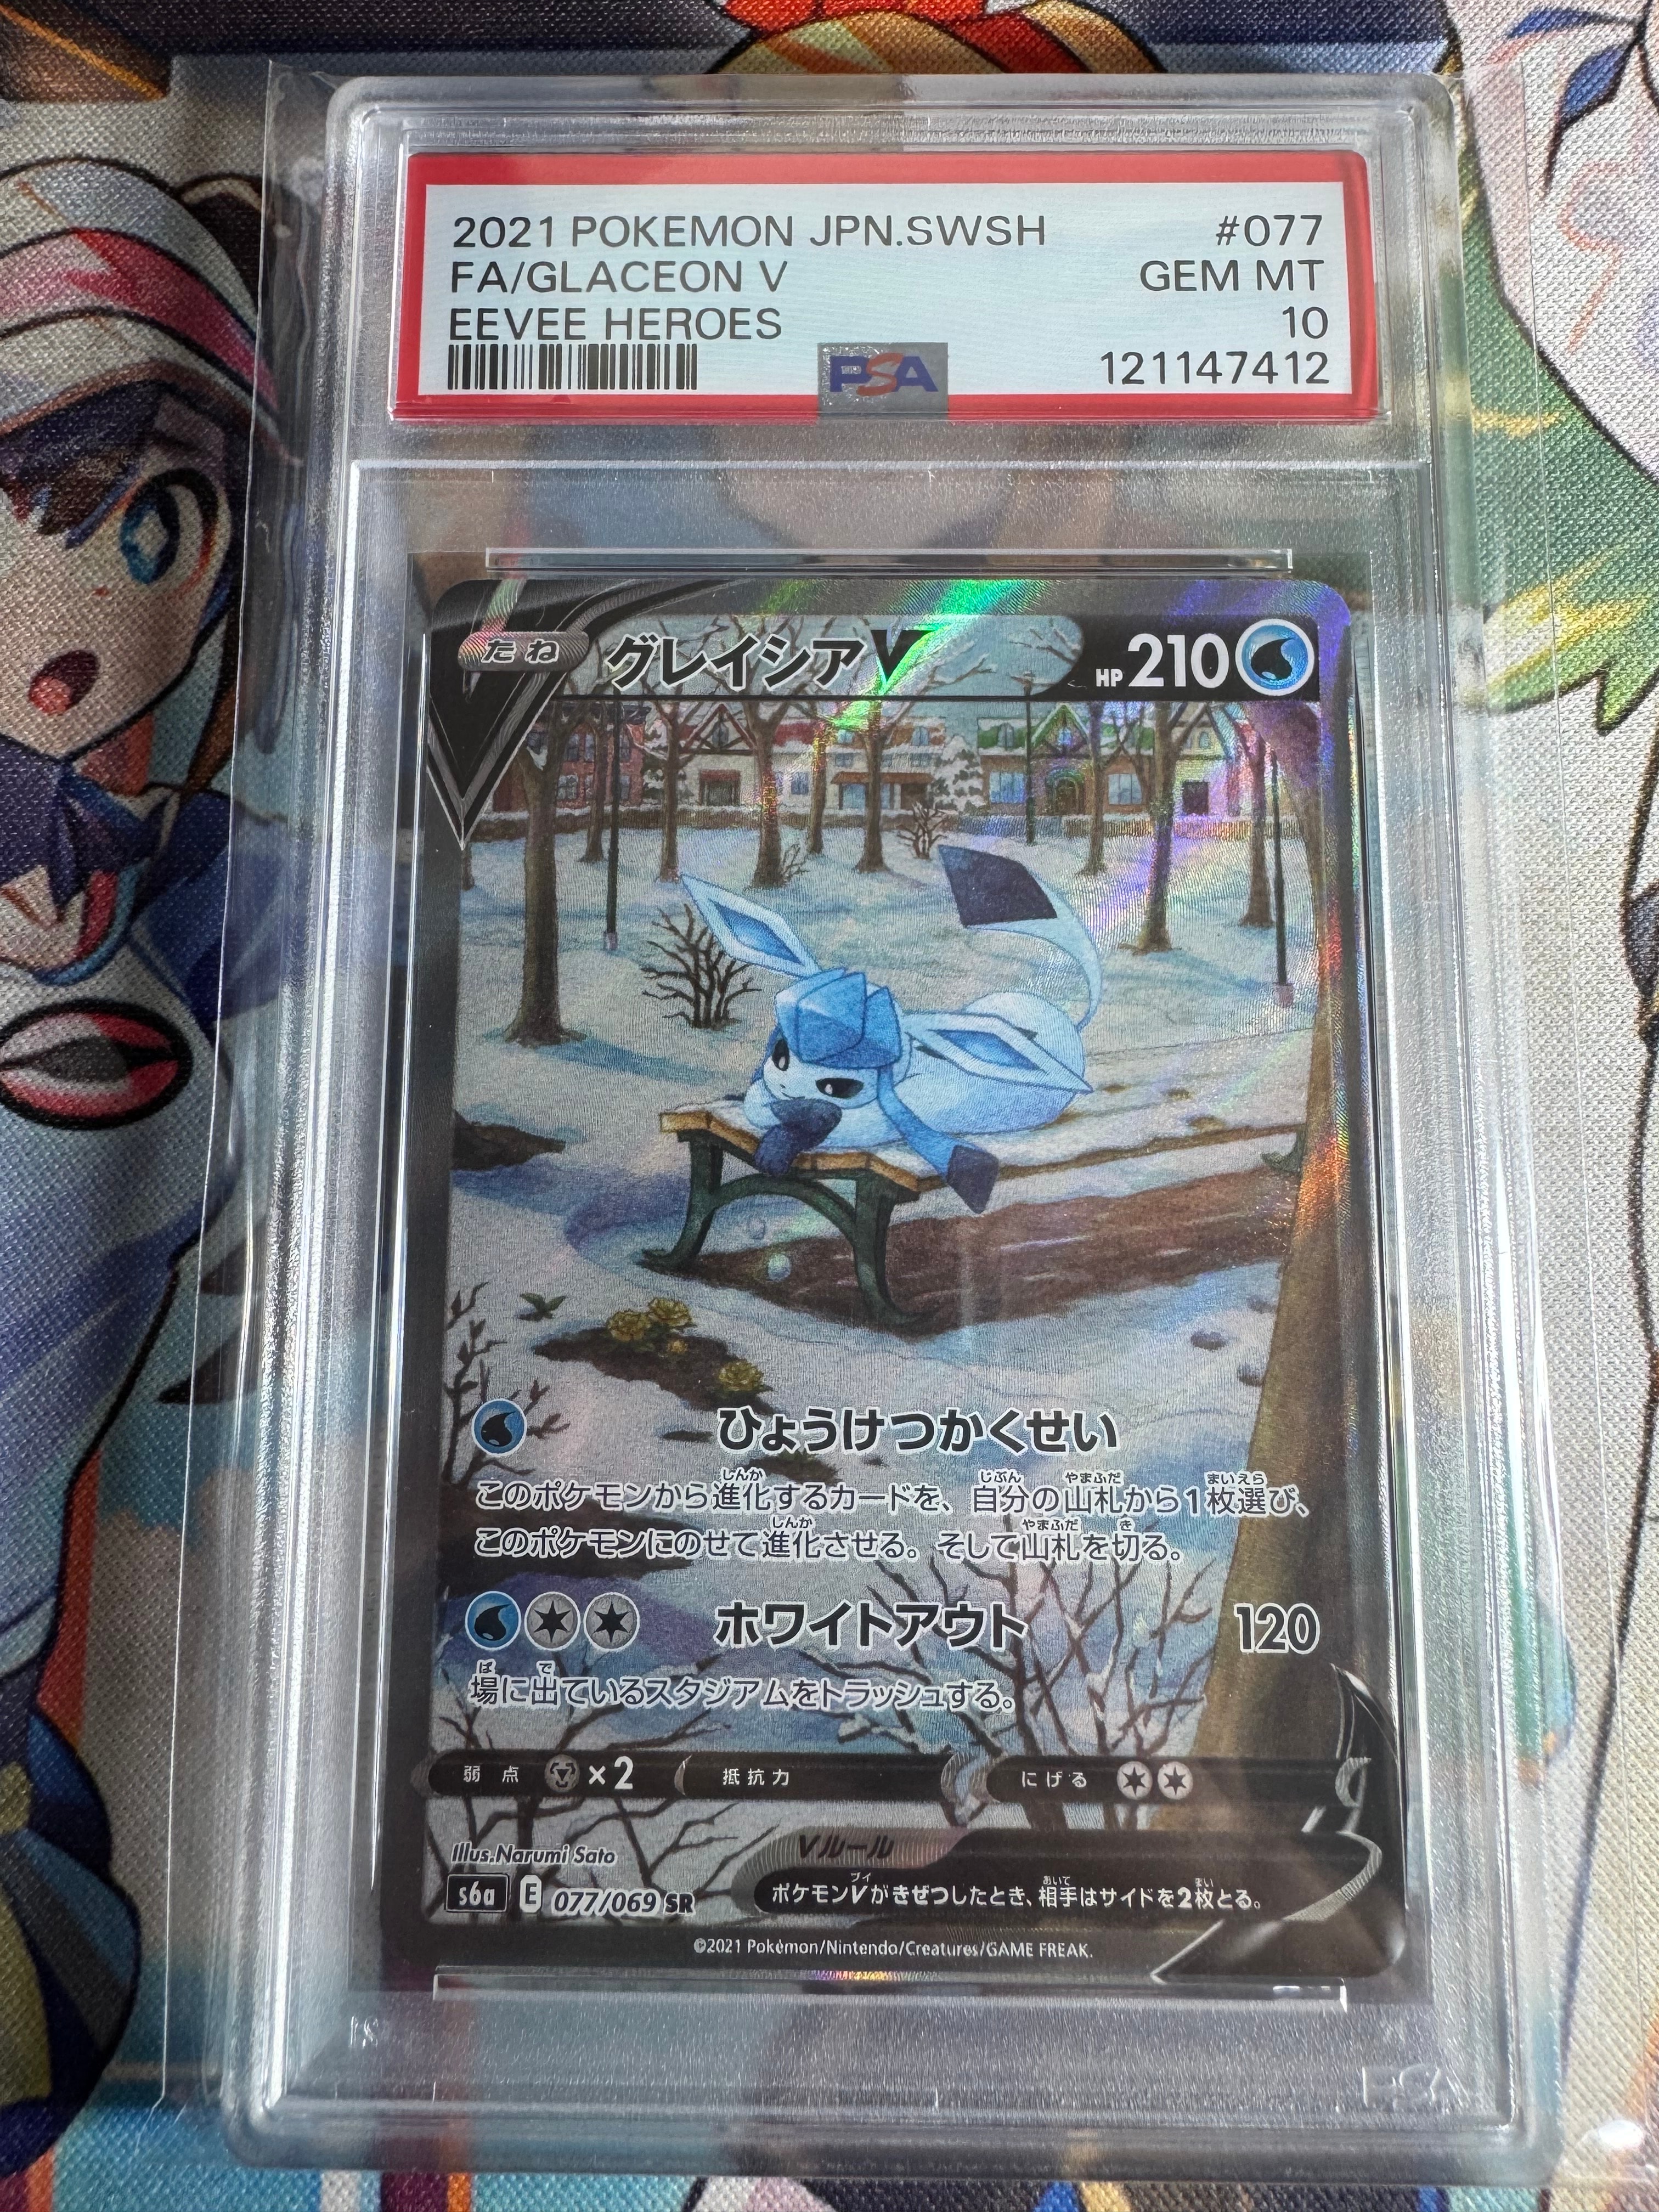 2021 POKEMON JPN.SWSH #077
FA/GLACEON V GEM MT
EEVEE HEROES 10
PSA 121147412
たね グレイシアV HP210
ひょうけつかくせい
このポケモンから進化するカードを、自分の山札から1枚選び、
このポケモンにのせて進化させる。そして山札を切る。
ホワイトアウト 120
場に出ているスタジアムをトラッシュする。
弱点 ×2 抵抗力 にげる
Illus.Narumi Sato
Vルール
s6a E 077/069 SR ポケモンVがきぜつしたとき、相手はサイドを2枚とる。
©2021 Pokémon/Nintendo/Creatures/GAME FREAK.
PSA